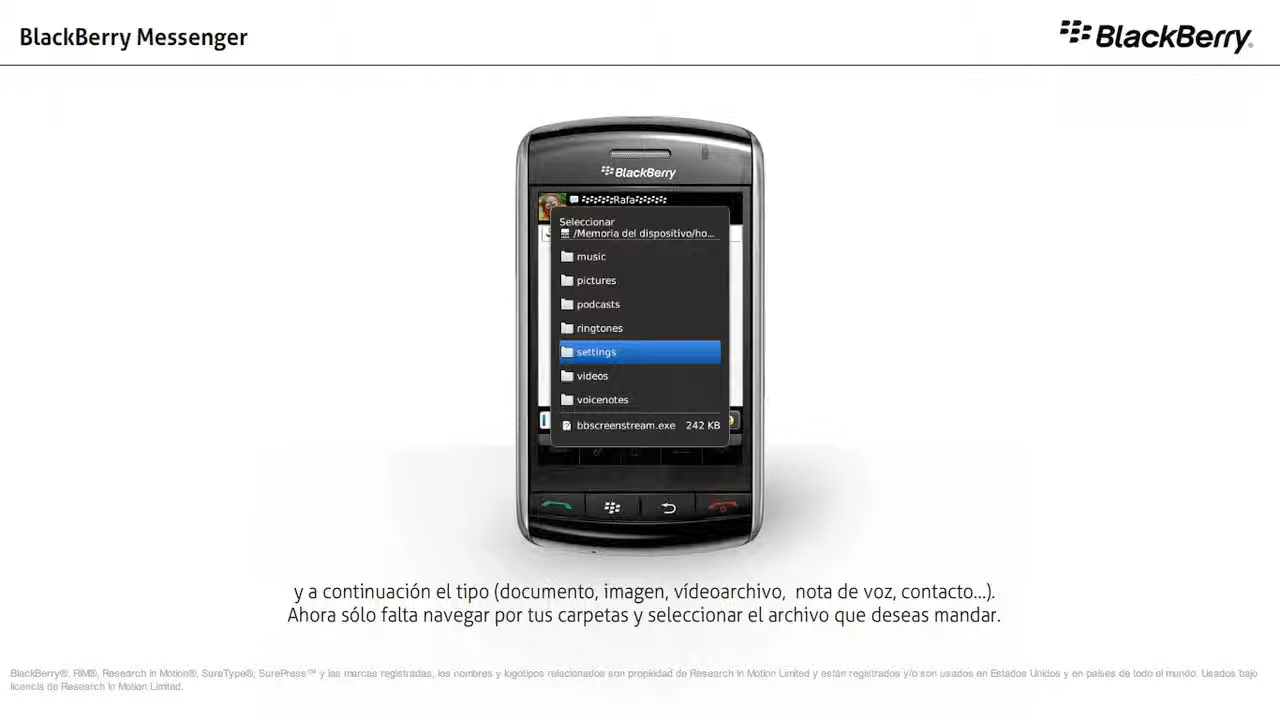 BlackBerry Messenger
BlackBerry
BlackBerry
Rafa
Seleccionar
/Memoria del dispositivo/ho...
music
pictures
podcasts
ringtones
settings
videos
voicenotes
bbscreenstream.exe 242 KB
y a continuación el tipo (documento, imagen, vídeoarchivo, nota de voz, contacto...).
Ahora sólo falta navegar por tus carpetas y seleccionar el archivo que deseas mandar.
BlackBerry®, RIM®, Research In Motion®, SureType®, SurePress™ y las marcas registradas, los nombres y logotipos relacionados son propiedad de Research In Motion Limited y están registrados y/o son usados en Estados Unidos y en países de todo el mundo. Usados bajo
licencia de Research In Motion Limited.